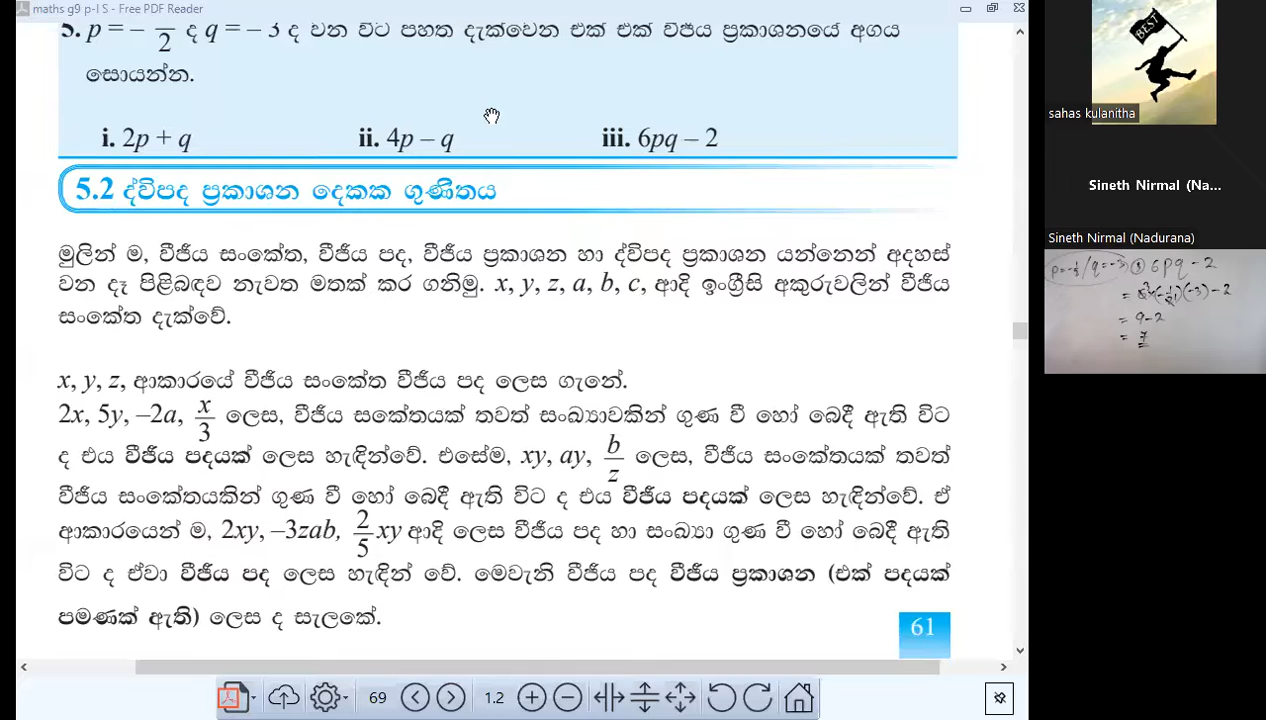 maths g9 p-I S - Free PDF Reader
5. p = – —/2 ද q = – 3 ද වන විට පහත දැක්වෙන එක් එක් වීජීය ප්‍රකාශනයේ අගය
සොයන්න.
i. 2p + q ii. 4p – q iii. 6pq – 2
5.2 ද්විපද ප්‍රකාශන දෙකක ගුණිතය
මුලින් ම, වීජීය සංකේත, වීජීය පද, වීජීය ප්‍රකාශන හා ද්විපද ප්‍රකාශන යන්නෙන් අදහස්
වන දෑ පිළිබඳව නැවත මතක් කර ගනිමු. x, y, z, a, b, c, ආදි ඉංග්‍රීසි අකුරුවලින් වීජීය
සංකේත දැක්වේ.
x, y, z, ආකාරයේ වීජීය සංකේත වීජීය පද ලෙස ගැනේ.
2x, 5y, –2a, x/3 ලෙස, වීජීය සකේතයක් තවත් සංඛ්‍යාවකින් ගුණ වී හෝ බෙදී ඇති විට
ද එය වීජීය පදයක් ලෙස හැඳින්වේ. එසේම, xy, ay, b/z ලෙස, වීජීය සංකේතයක් තවත්
වීජීය සංකේතයකින් ගුණ වී හෝ බෙදී ඇති විට ද එය වීජීය පදයක් ලෙස හැඳින්වේ. ඒ
ආකාරයෙන් ම, 2xy, –3zab, 2/5 xy ආදි ලෙස වීජීය පද හා සංඛ්‍යා ගුණ වී හෝ බෙදී ඇති
විට ද ඒවා වීජීය පද ලෙස හැඳින් වේ. මෙවැනි වීජීය පද වීජීය ප්‍රකාශන (එක් පදයක්
පමණක් ඇති) ලෙස ද සැලකේ.
61
69
1.2
BEST
sahas kulanitha
Sineth Nirmal (Na...
Sineth Nirmal (Nadurana)
6pq - 2
= 9 - 2
= 7